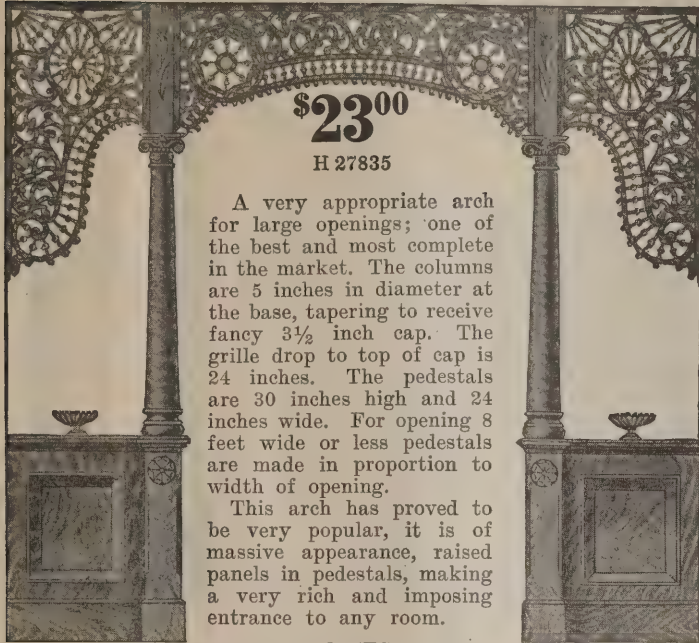 $23⁰⁰
H 27835
A very appropriate arch
for large openings; one of
the best and most complete
in the market. The columns
are 5 inches in diameter at
the base, tapering to receive
fancy 3½ inch cap. The
grille drop to top of cap is
24 inches. The pedestals
are 30 inches high and 24
inches wide. For opening 8
feet wide or less pedestals
are made in proportion to
width of opening.
This arch has proved to
be very popular, it is of
massive appearance, raised
panels in pedestals, making
a very rich and imposing
entrance to any room.